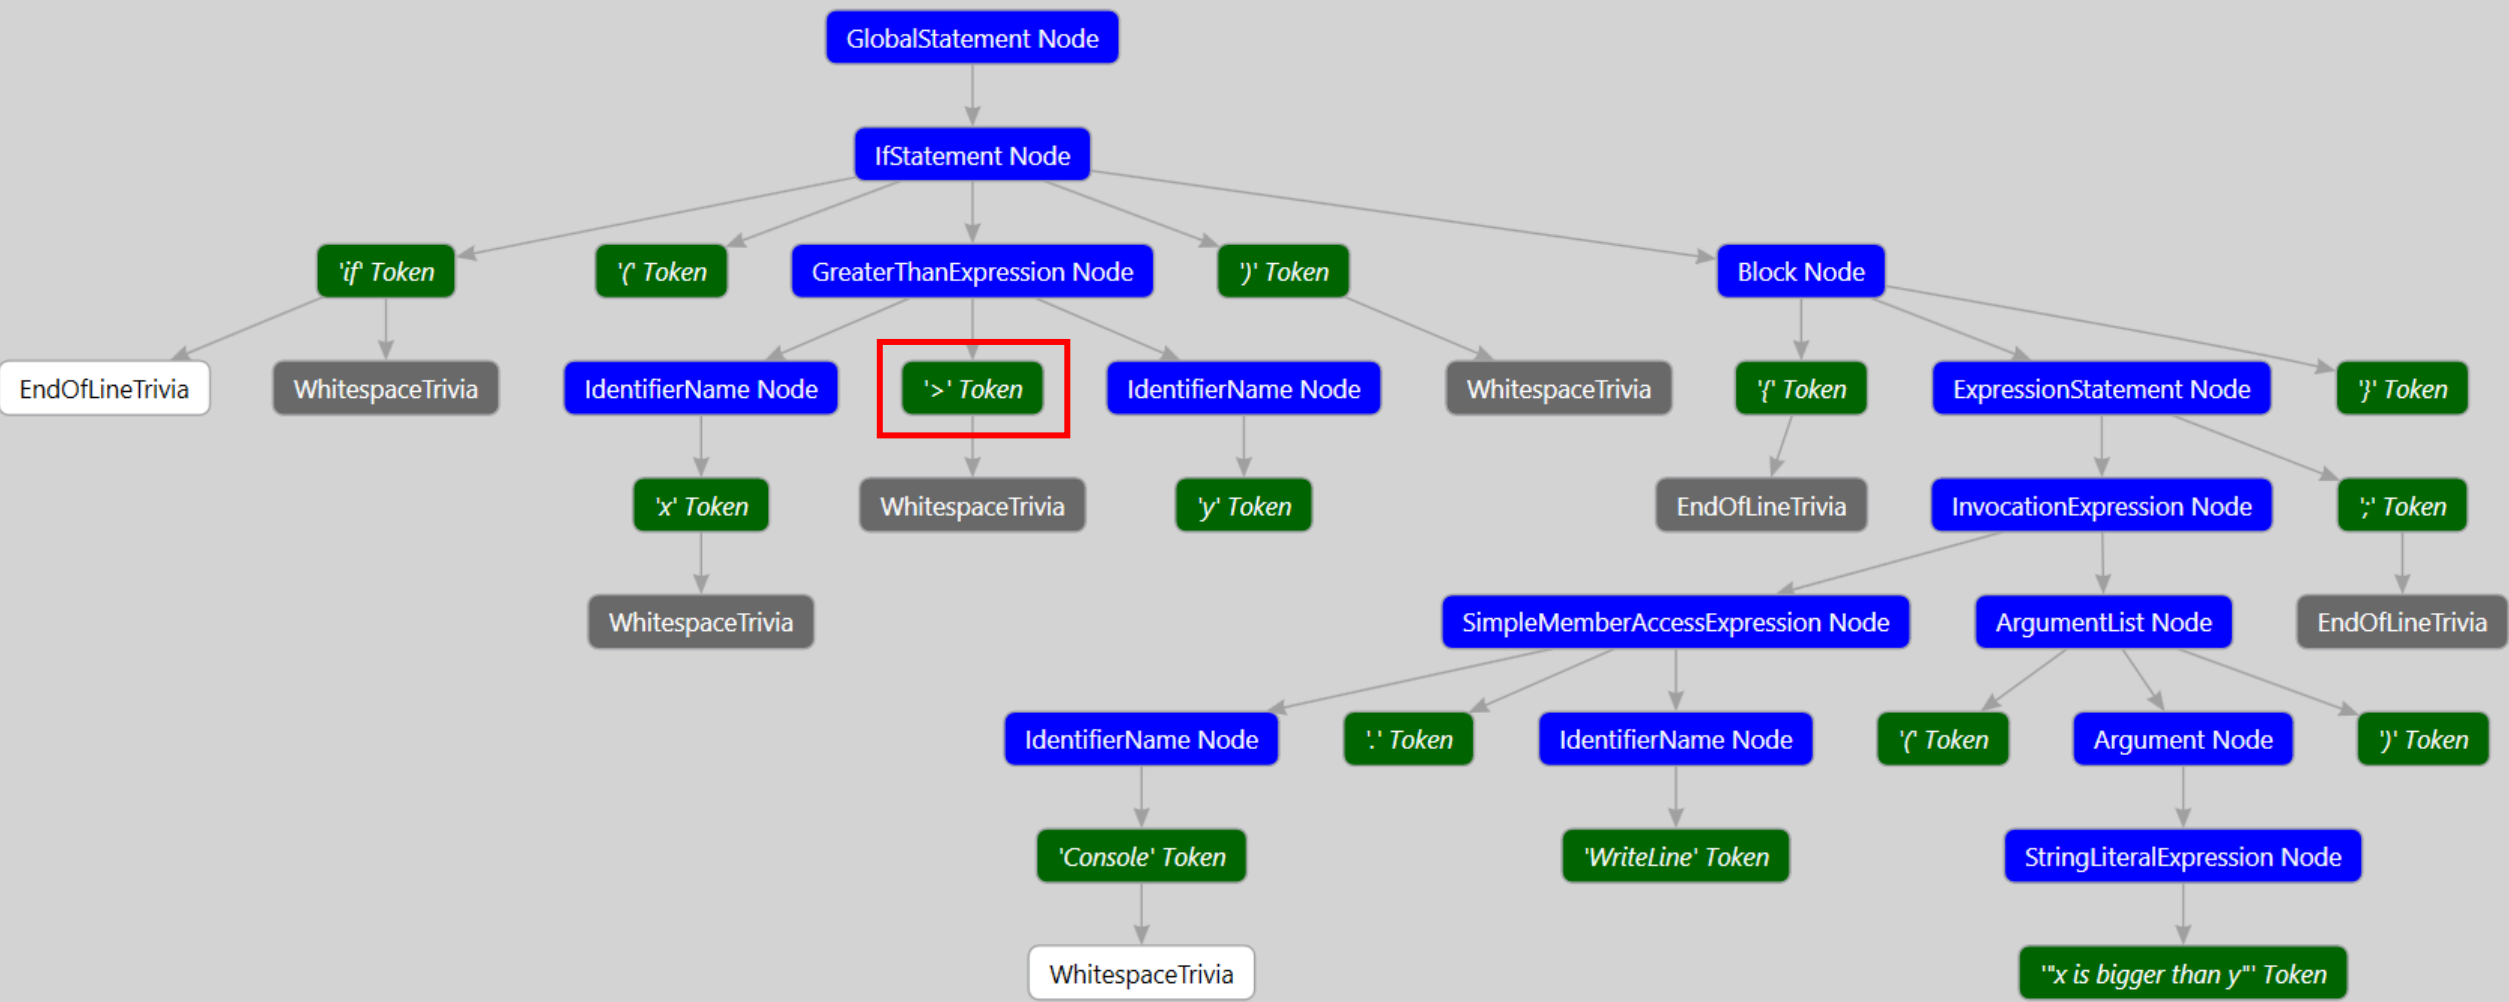 GlobalStatement Node
IfStatement Node
'if' Token
'(' Token
GreaterThanExpression Node
')' Token
Block Node
EndOfLineTrivia
WhitespaceTrivia
IdentifierName Node
'>' Token
IdentifierName Node
WhitespaceTrivia
'{' Token
ExpressionStatement Node
'}' Token
'x' Token
WhitespaceTrivia
'y' Token
EndOfLineTrivia
InvocationExpression Node
';' Token
WhitespaceTrivia
SimpleMemberAccessExpression Node
ArgumentList Node
EndOfLineTrivia
IdentifierName Node
'.' Token
IdentifierName Node
'(' Token
Argument Node
')' Token
'Console' Token
'WriteLine' Token
StringLiteralExpression Node
WhitespaceTrivia
'"x is bigger than y"' Token